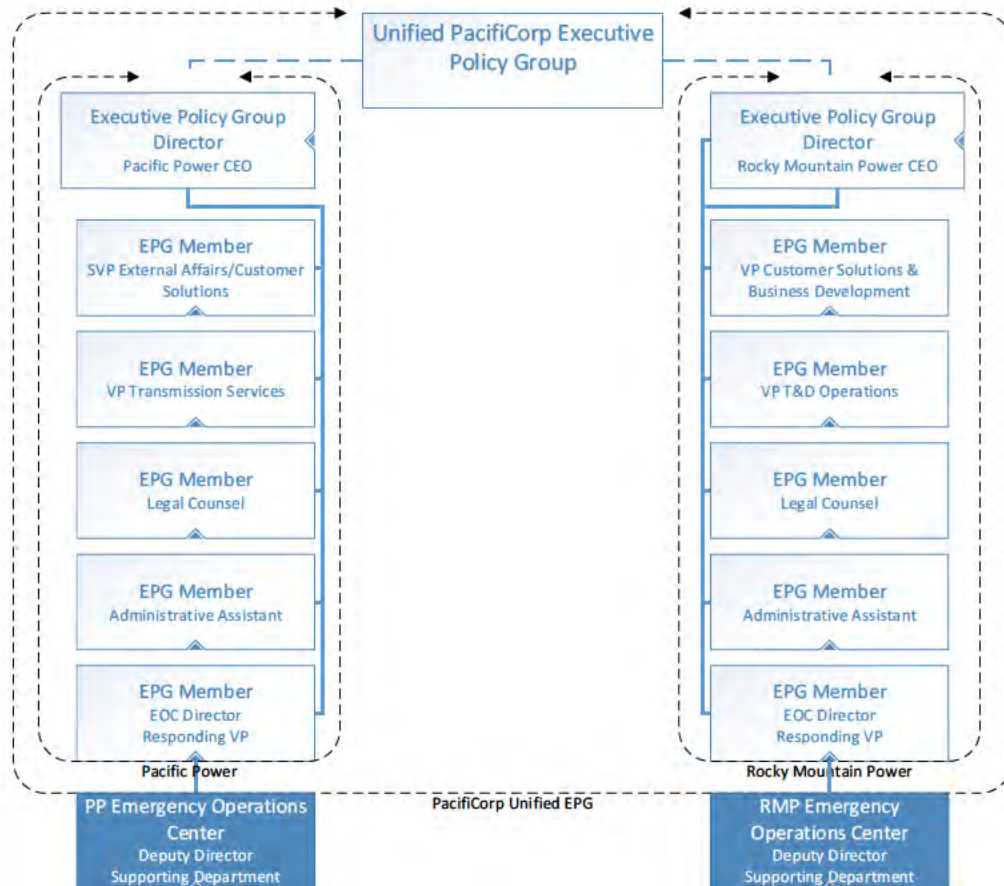 Unified PacifiCorp Executive
Policy Group
Executive Policy Group
Director
Pacific Power CEO
EPG Member
SVP External Affairs/Customer
Solutions
EPG Member
VP Transmission Services
EPG Member
Legal Counsel
EPG Member
Administrative Assistant
EPG Member
EOC Director
Responding VP
Pacific Power
PP Emergency Operations
Center
Deputy Director
Supporting Department
Executive Policy Group
Director
Rocky Mountain Power CEO
EPG Member
VP Customer Solutions &
Business Development
EPG Member
VP T&D Operations
EPG Member
Legal Counsel
EPG Member
Administrative Assistant
EPG Member
EOC Director
Responding VP
Rocky Mountain Power
RMP Emergency
Operations Center
Deputy Director
Supporting Department
PacifiCorp Unified EPG